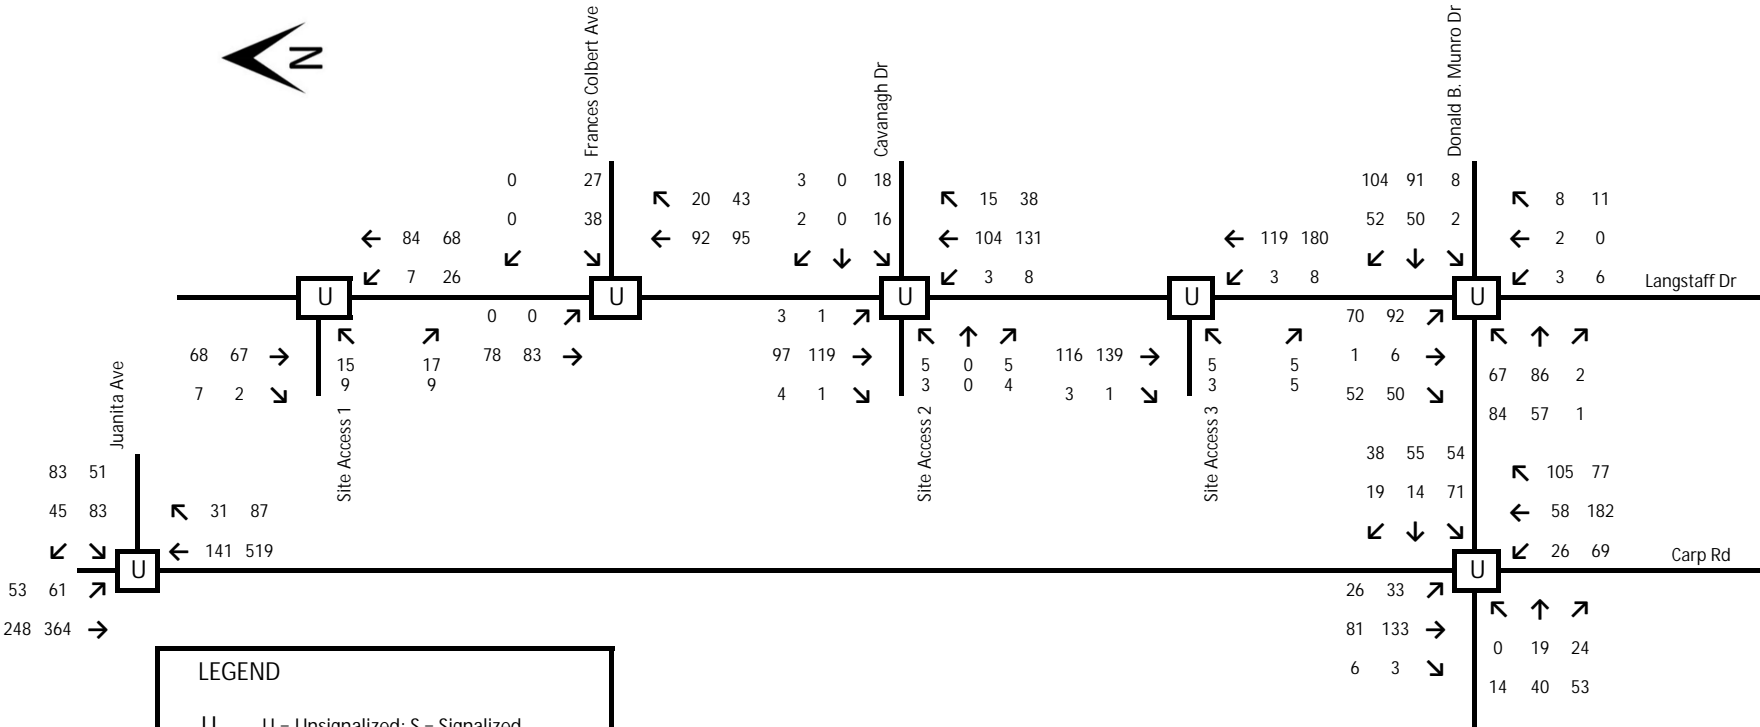 N
Frances Colbert Ave
Cavanagh Dr
Donald B. Munro Dr
0 27
3 0 18
104 91 8
20 43
15 38
8 11
0 38
2 0 16
52 50 2
84 68
92 95
104 131
119 180
2 0
7 26
3 8
3 8
3 6
U
U
U
U
U
Langstaff Dr
0 0
3 1
70 92
68 67
15
17
78 83
97 119
5 0 5
116 139
5
5
1 6
67 86 2
9
9
3 0 4
3
5
7 2
4 1
3 1
52 50
84 57 1
Juanita Ave
Site Access 1
Site Access 2
Site Access 3
38 55 54
83 51
105 77
19 14 71
45 83
31 87
58 182
141 519
26 69
U
U
Carp Rd
53 61
26 33
248 364
81 133
0 19 24
6 3
14 40 53
LEGEND
U U = Unsignalized; S = Signalized